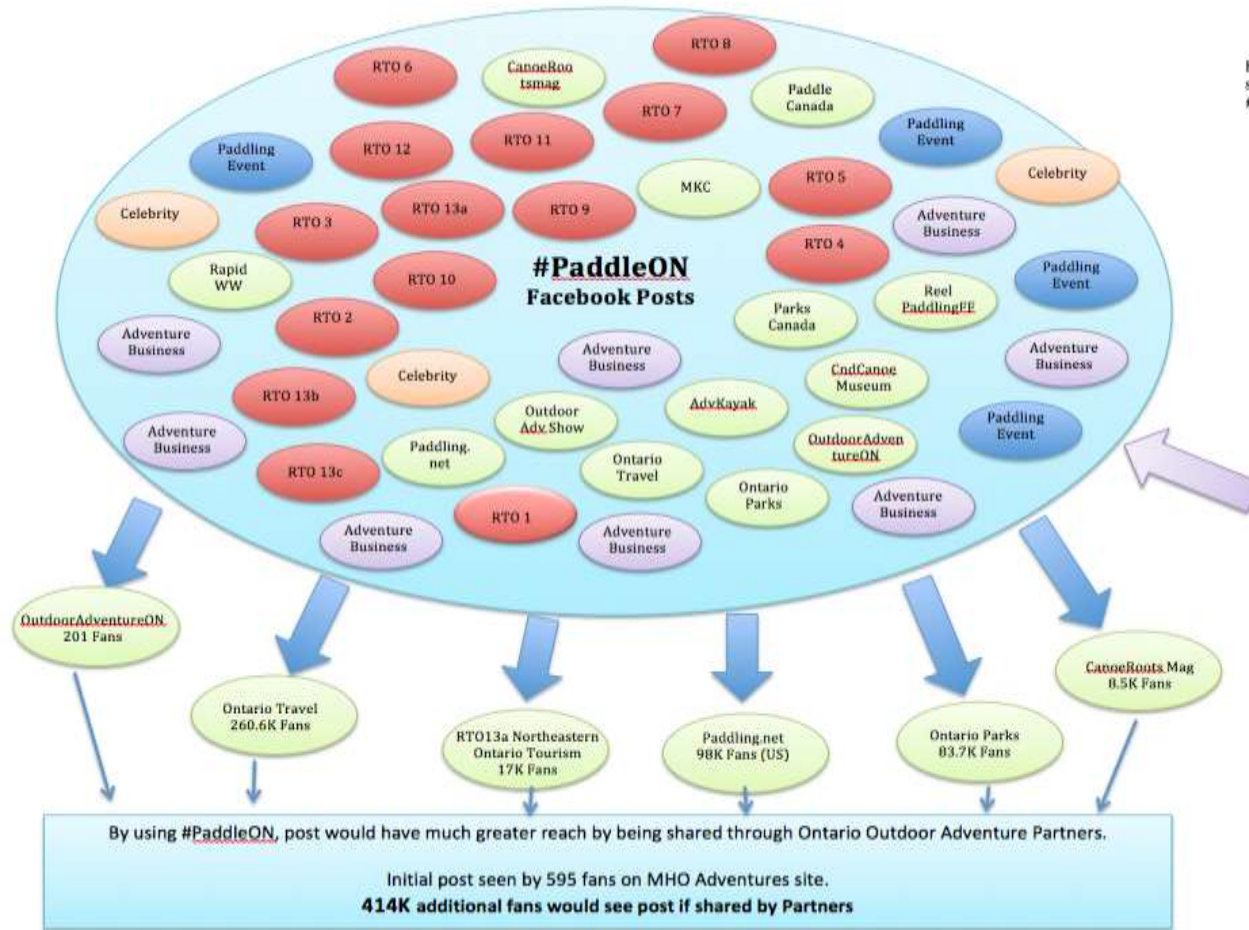 RTO 8
RTO 6
CanoeRoo
tsmag
Paddle
Canada
RTO 7
Paddling
Event
RTO 11
RTO 12
Paddling
Event
MKC
RTO 5
Celebrity
Celebrity
RTO 3
RTO 13a
RTO 9
Adventure
Business
RTO 4
Rapid
WW
RTO 10
#PaddleON
Facebook Posts
Paddling
Event
Reel
PaddlingFF
RTO 2
Parks
Canada
Adventure
Business
Adventure
Business
Adventure
Business
Celebrity
CndCanoe
Museum
RTO 13b
AdvKayak
Outdoor
Adv. Show
Paddling
Event
Adventure
Business
Paddling.
net
OutdoorAdven
tureON
RTO 13c
Ontario
Travel
Ontario
Parks
Adventure
Business
RTO 1
Adventure
Business
Adventure
Business
OutdoorAdventureON
201 Fans
Ontario Travel
260.6K Fans
RTO13a Northeastern
Ontario Tourism
17K Fans
Paddling.net
98K Fans (US)
Ontario Parks
83.7K Fans
CanoeRoots Mag
8.5K Fans
By using #PaddleON, post would have much greater reach by being shared through Ontario Outdoor Adventure Partners.
Initial post seen by 595 fans on MHO Adventures site.
414K additional fans would see post if shared by Partners